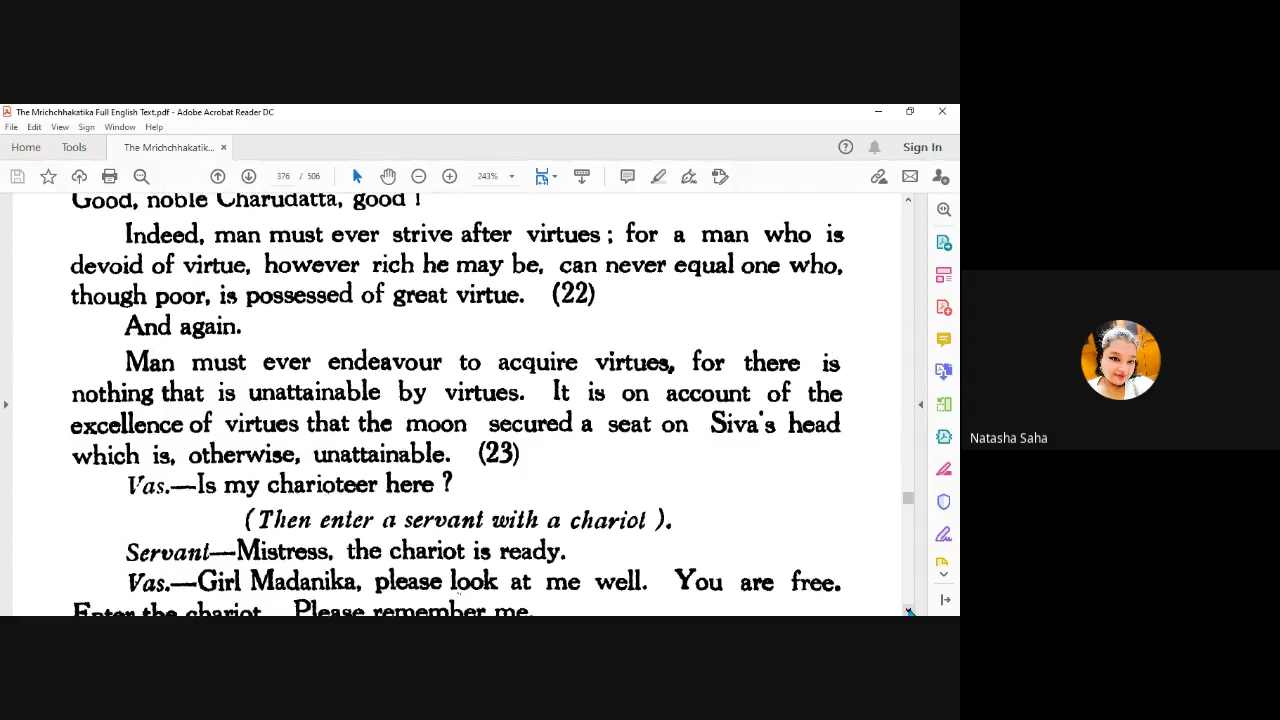 The Mrichchhakatika Full English Text.pdf - Adobe Acrobat Reader DC
File Edit View Sign Window Help
Home Tools The Mrichchhakatik... × Sign In
376 / 506 243%
Good, noble Charudatta, good !
Indeed, man must ever strive after virtues ; for a man who is
devoid of virtue, however rich he may be, can never equal one who,
though poor, is possessed of great virtue. (22)
And again.
Man must ever endeavour to acquire virtues, for there is
nothing that is unattainable by virtues. It is on account of the
excellence of virtues that the moon secured a seat on Siva's head
which is, otherwise, unattainable. (23)
Vas.—Is my charioteer here ?
(Then enter a servant with a chariot ).
Servant—Mistress, the chariot is ready.
Vas.—Girl Madanika, please look at me well. You are free.
Enter the chariot. Please remember me.
Natasha Saha